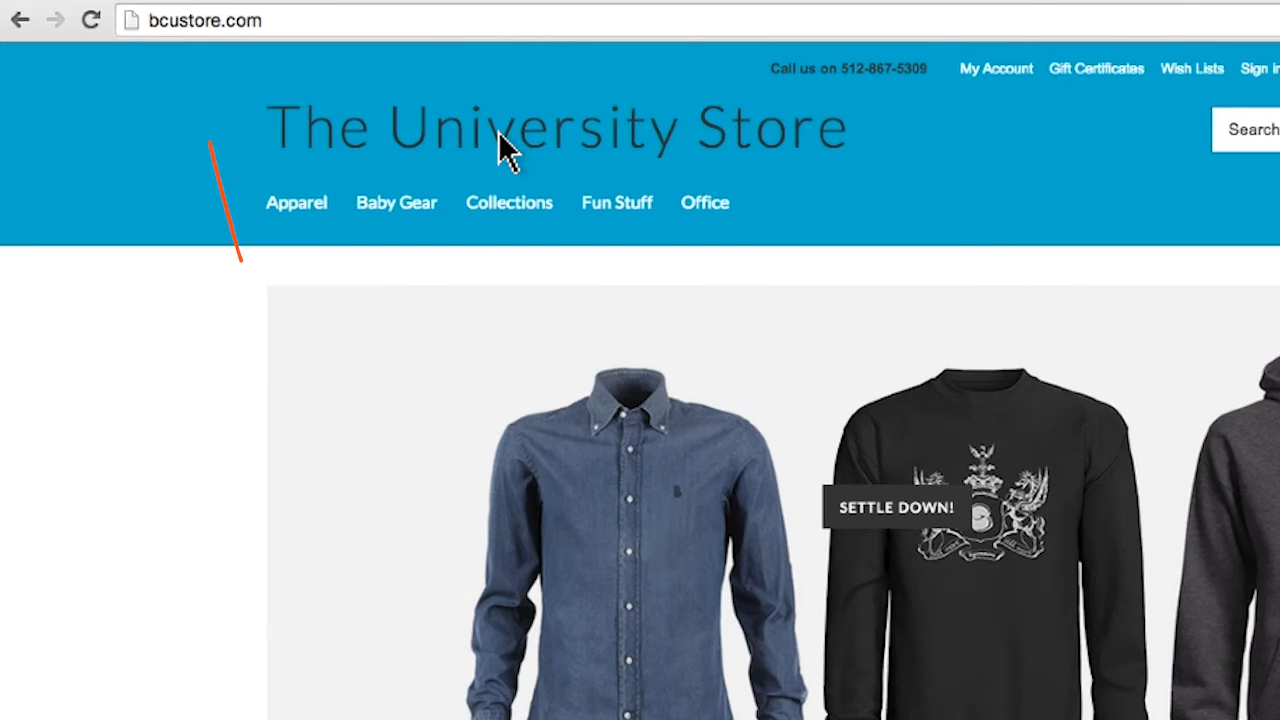 bcustore.com
Call us on 512-867-5309 My Account Gift Certificates Wish Lists Sign in
The University Store
Search
Apparel Baby Gear Collections Fun Stuff Office
SETTLE DOWN!
B